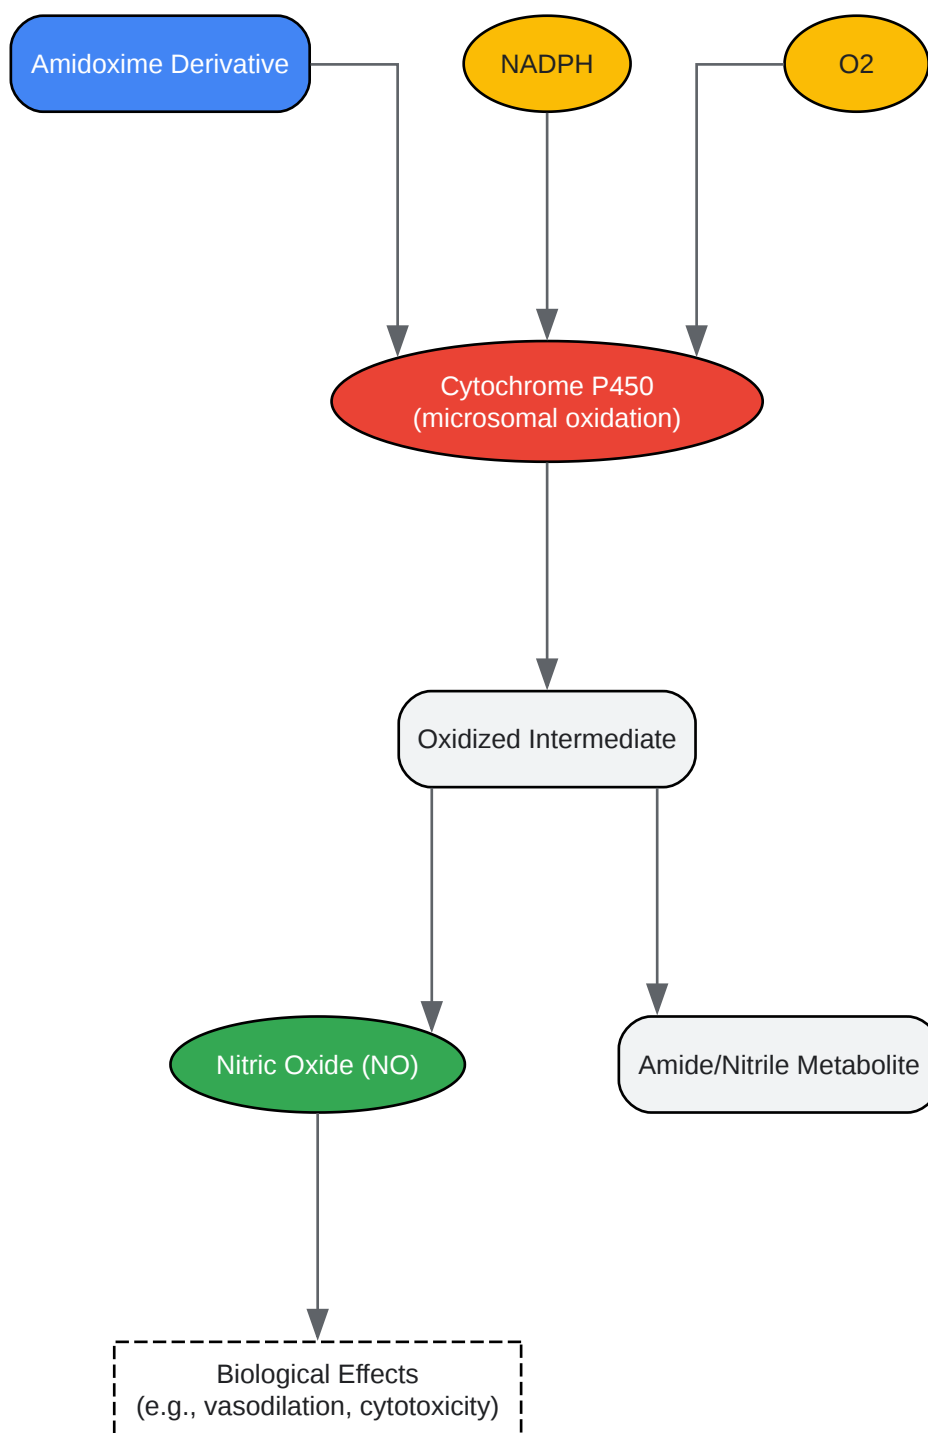 Amidoxime Derivative
NADPH
O2
Cytochrome P450
(microsomal oxidation)
Oxidized Intermediate
Nitric Oxide (NO)
Amide/Nitrile Metabolite
Biological Effects
(e.g., vasodilation, cytotoxicity)